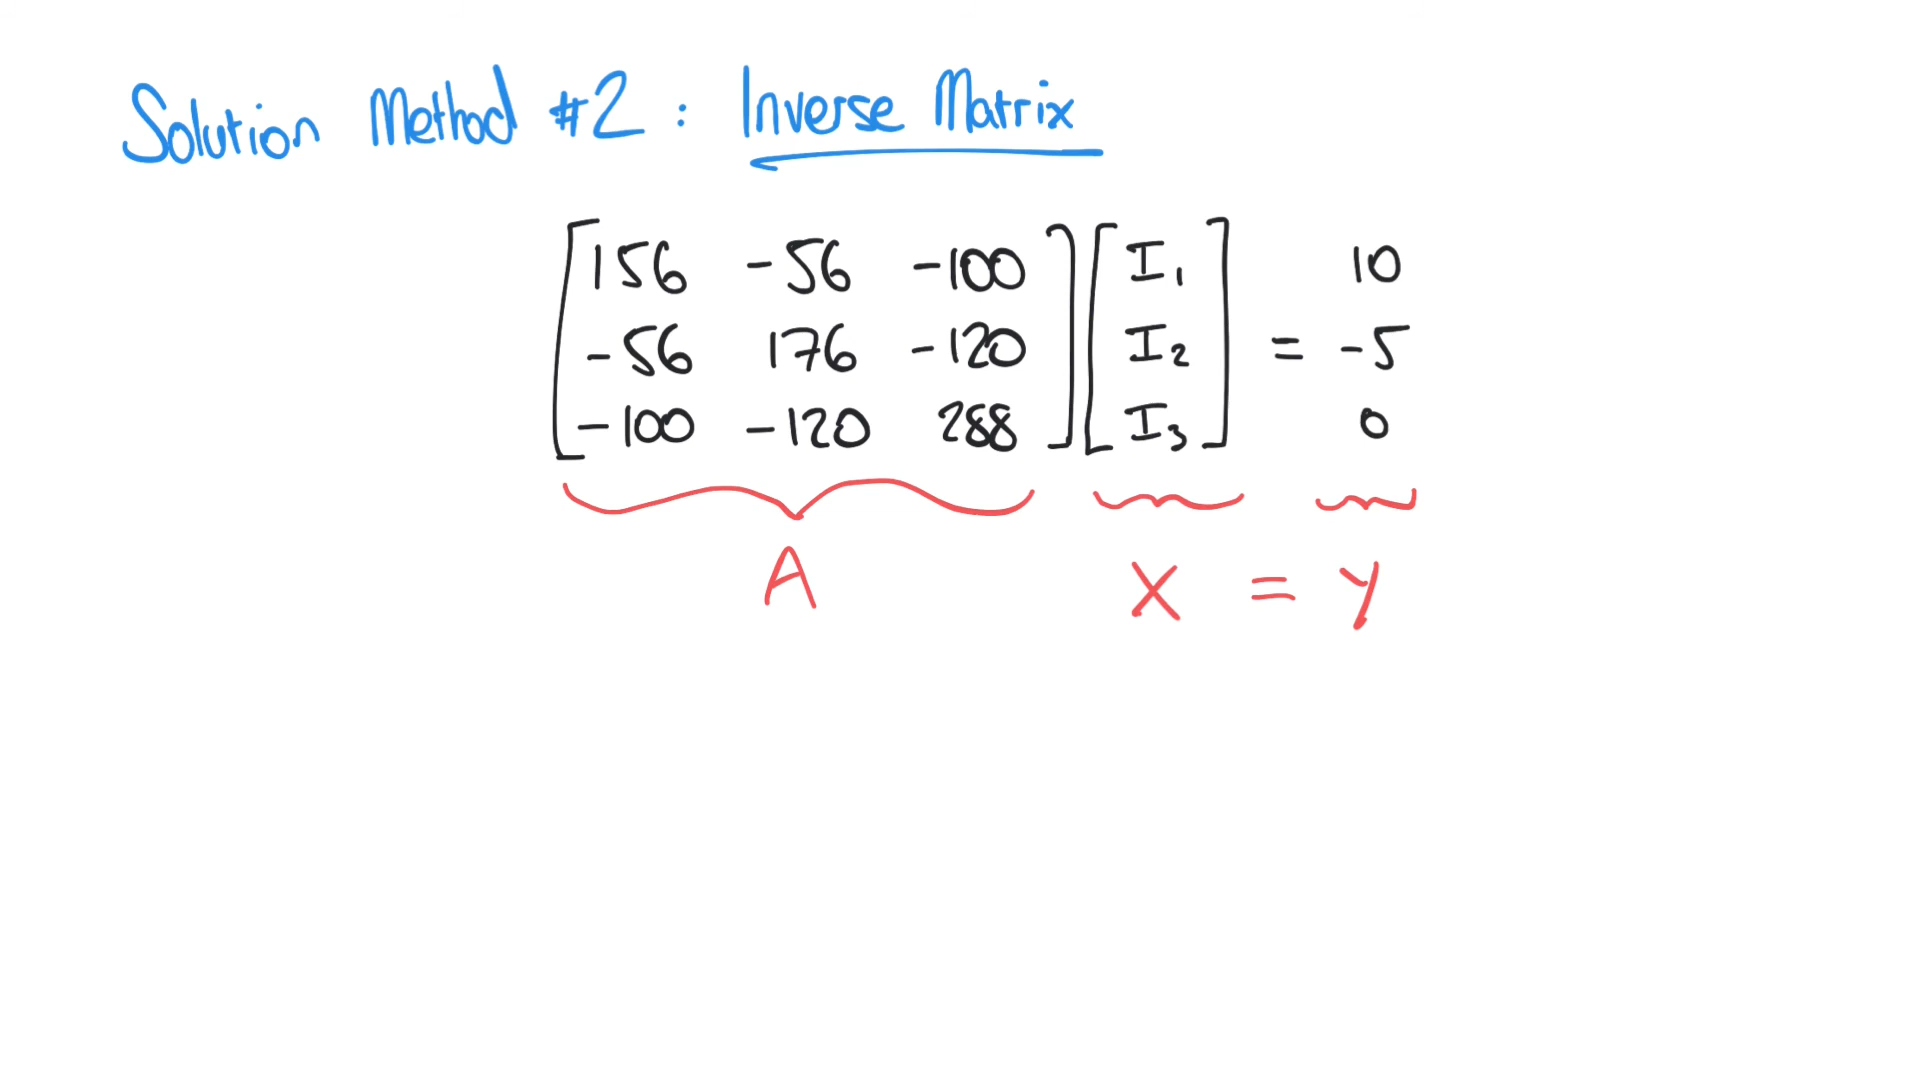 Solution Method #2 : Inverse Matrix
156 -56 -100 I₁ 10
-56 176 -120 I₂ = -5
-100 -120 288 I₃ 0
A X = Y